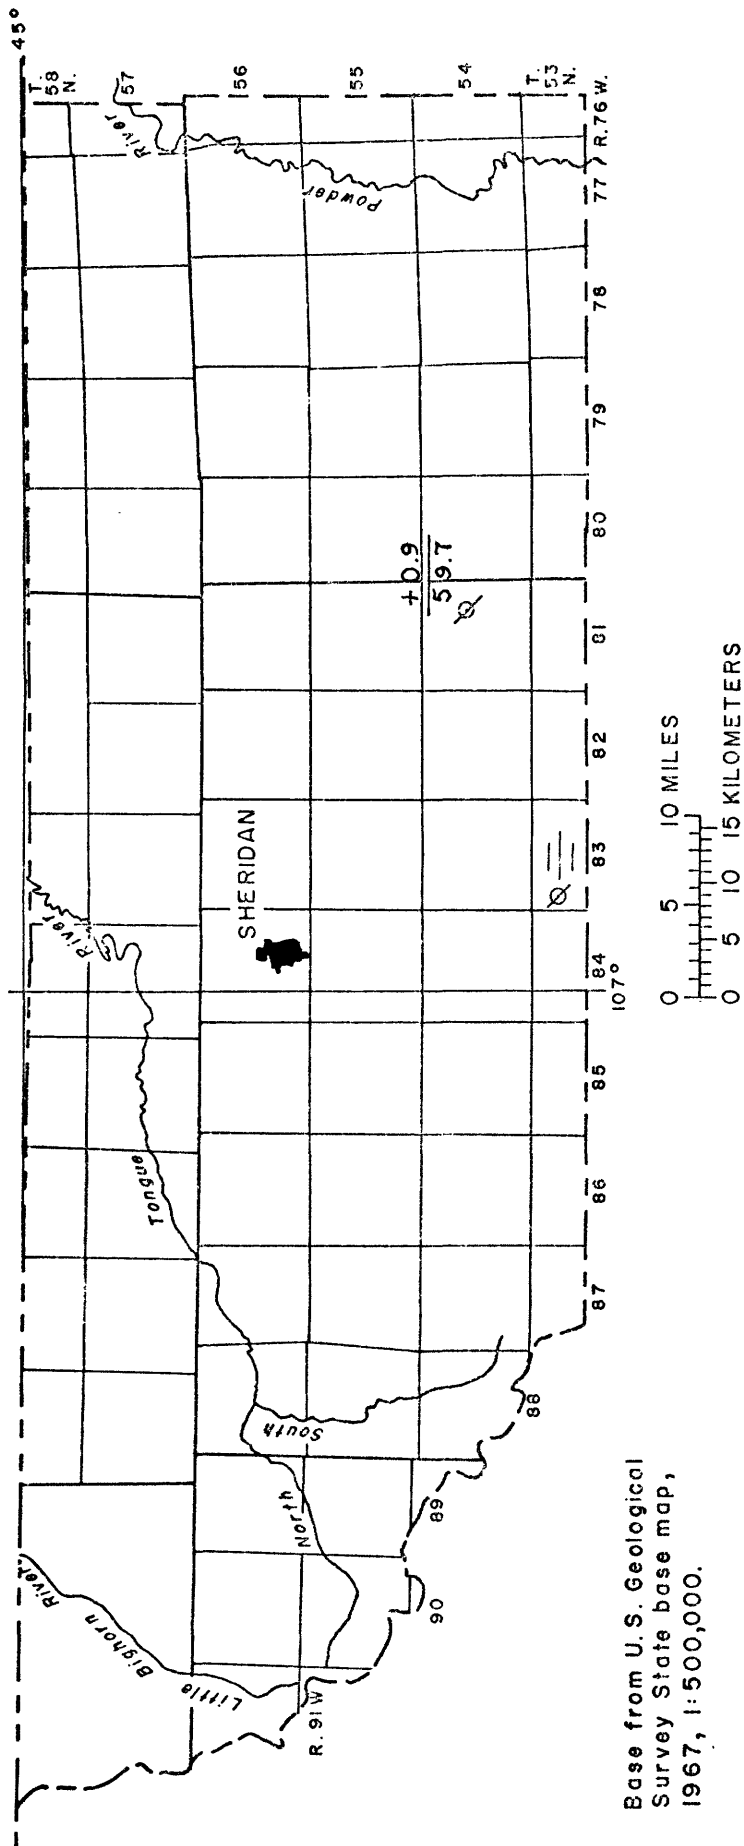 45°
T.
58
N.
57
56
55
54
T.
53
N.
R. 76 W.
77
78
79
80
81
82
83
84
85
86
87
88
89
90
R. 91 W
River
Powder
River
Tongue
South
North
River
Bighorn
Little
SHERIDAN
+0.9
59.7
107°
0 5 10 MILES
0 5 10 15 KILOMETERS
Base from U.S. Geological
Survey State base map,
1967, 1:500,000.